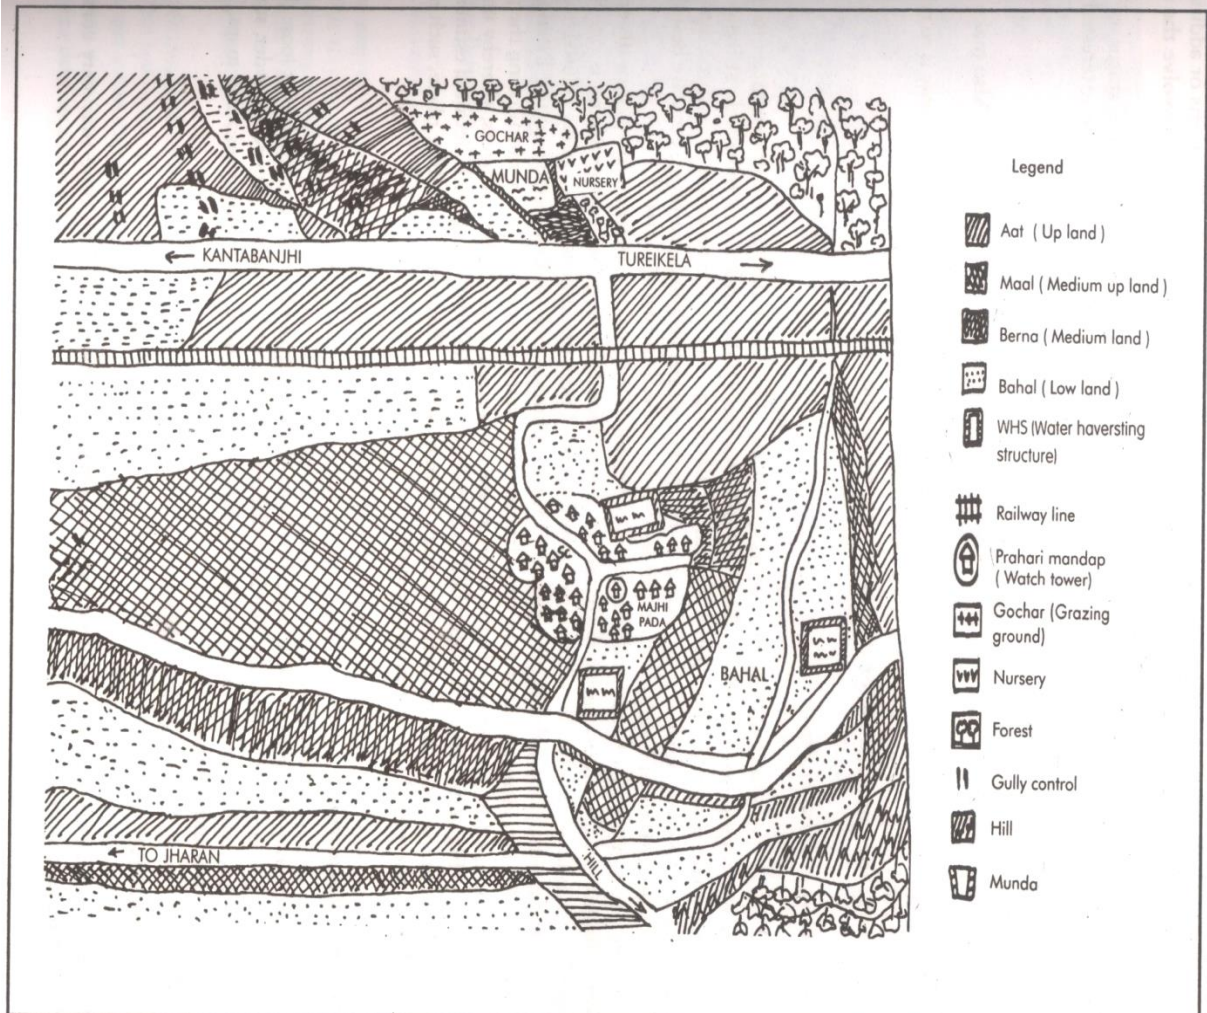 GOCHAR
MUNDA
NURSERY
← KANTABANJHI
TUREIKELA →
SC
MAJHI
PADA
BAHAL
← TO JHARAN
HILL
Legend
Aat ( Up land )
Maal ( Medium up land )
Berna ( Medium land )
Bahal ( Low land )
WHS (Water haversting
structure)
Railway line
Prahari mandap
( Watch tower)
Gochar (Grazing
ground)
Nursery
Forest
Gully control
Hill
Munda